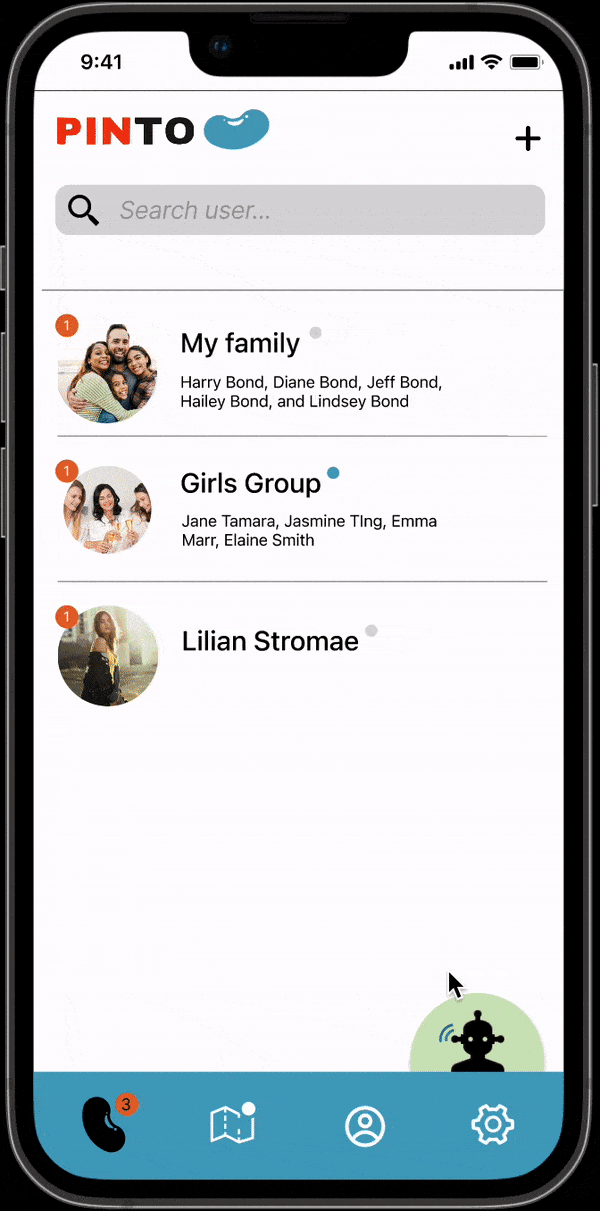 9:41
PINTO
Search user...
1
My family
Harry Bond, Diane Bond, Jeff Bond,
Hailey Bond, and Lindsey Bond
1
Girls Group
Jane Tamara, Jasmine TIng, Emma
Marr, Elaine Smith
1
Lilian Stromae
3